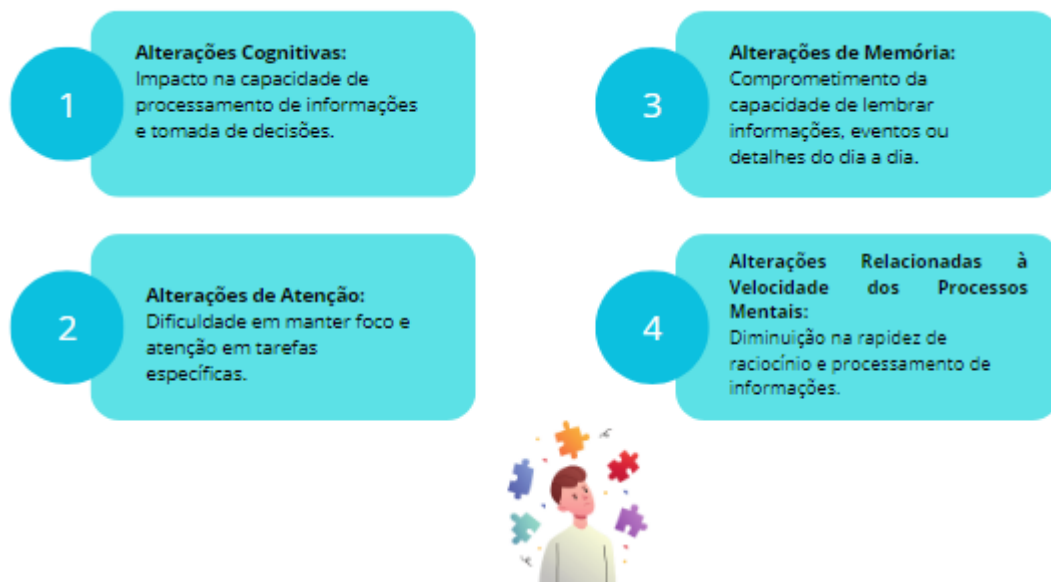 1
Alterações Cognitivas:
Impacto na capacidade de
processamento de informações
e tomada de decisões.
2
Alterações de Atenção:
Dificuldade em manter foco e
atenção em tarefas
específicas.
3
Alterações de Memória:
Comprometimento da
capacidade de lembrar
informações, eventos ou
detalhes do dia a dia.
4
Alterações Relacionadas à
Velocidade dos Processos
Mentais:
Diminuição na rapidez de
raciocínio e processamento de
informações.